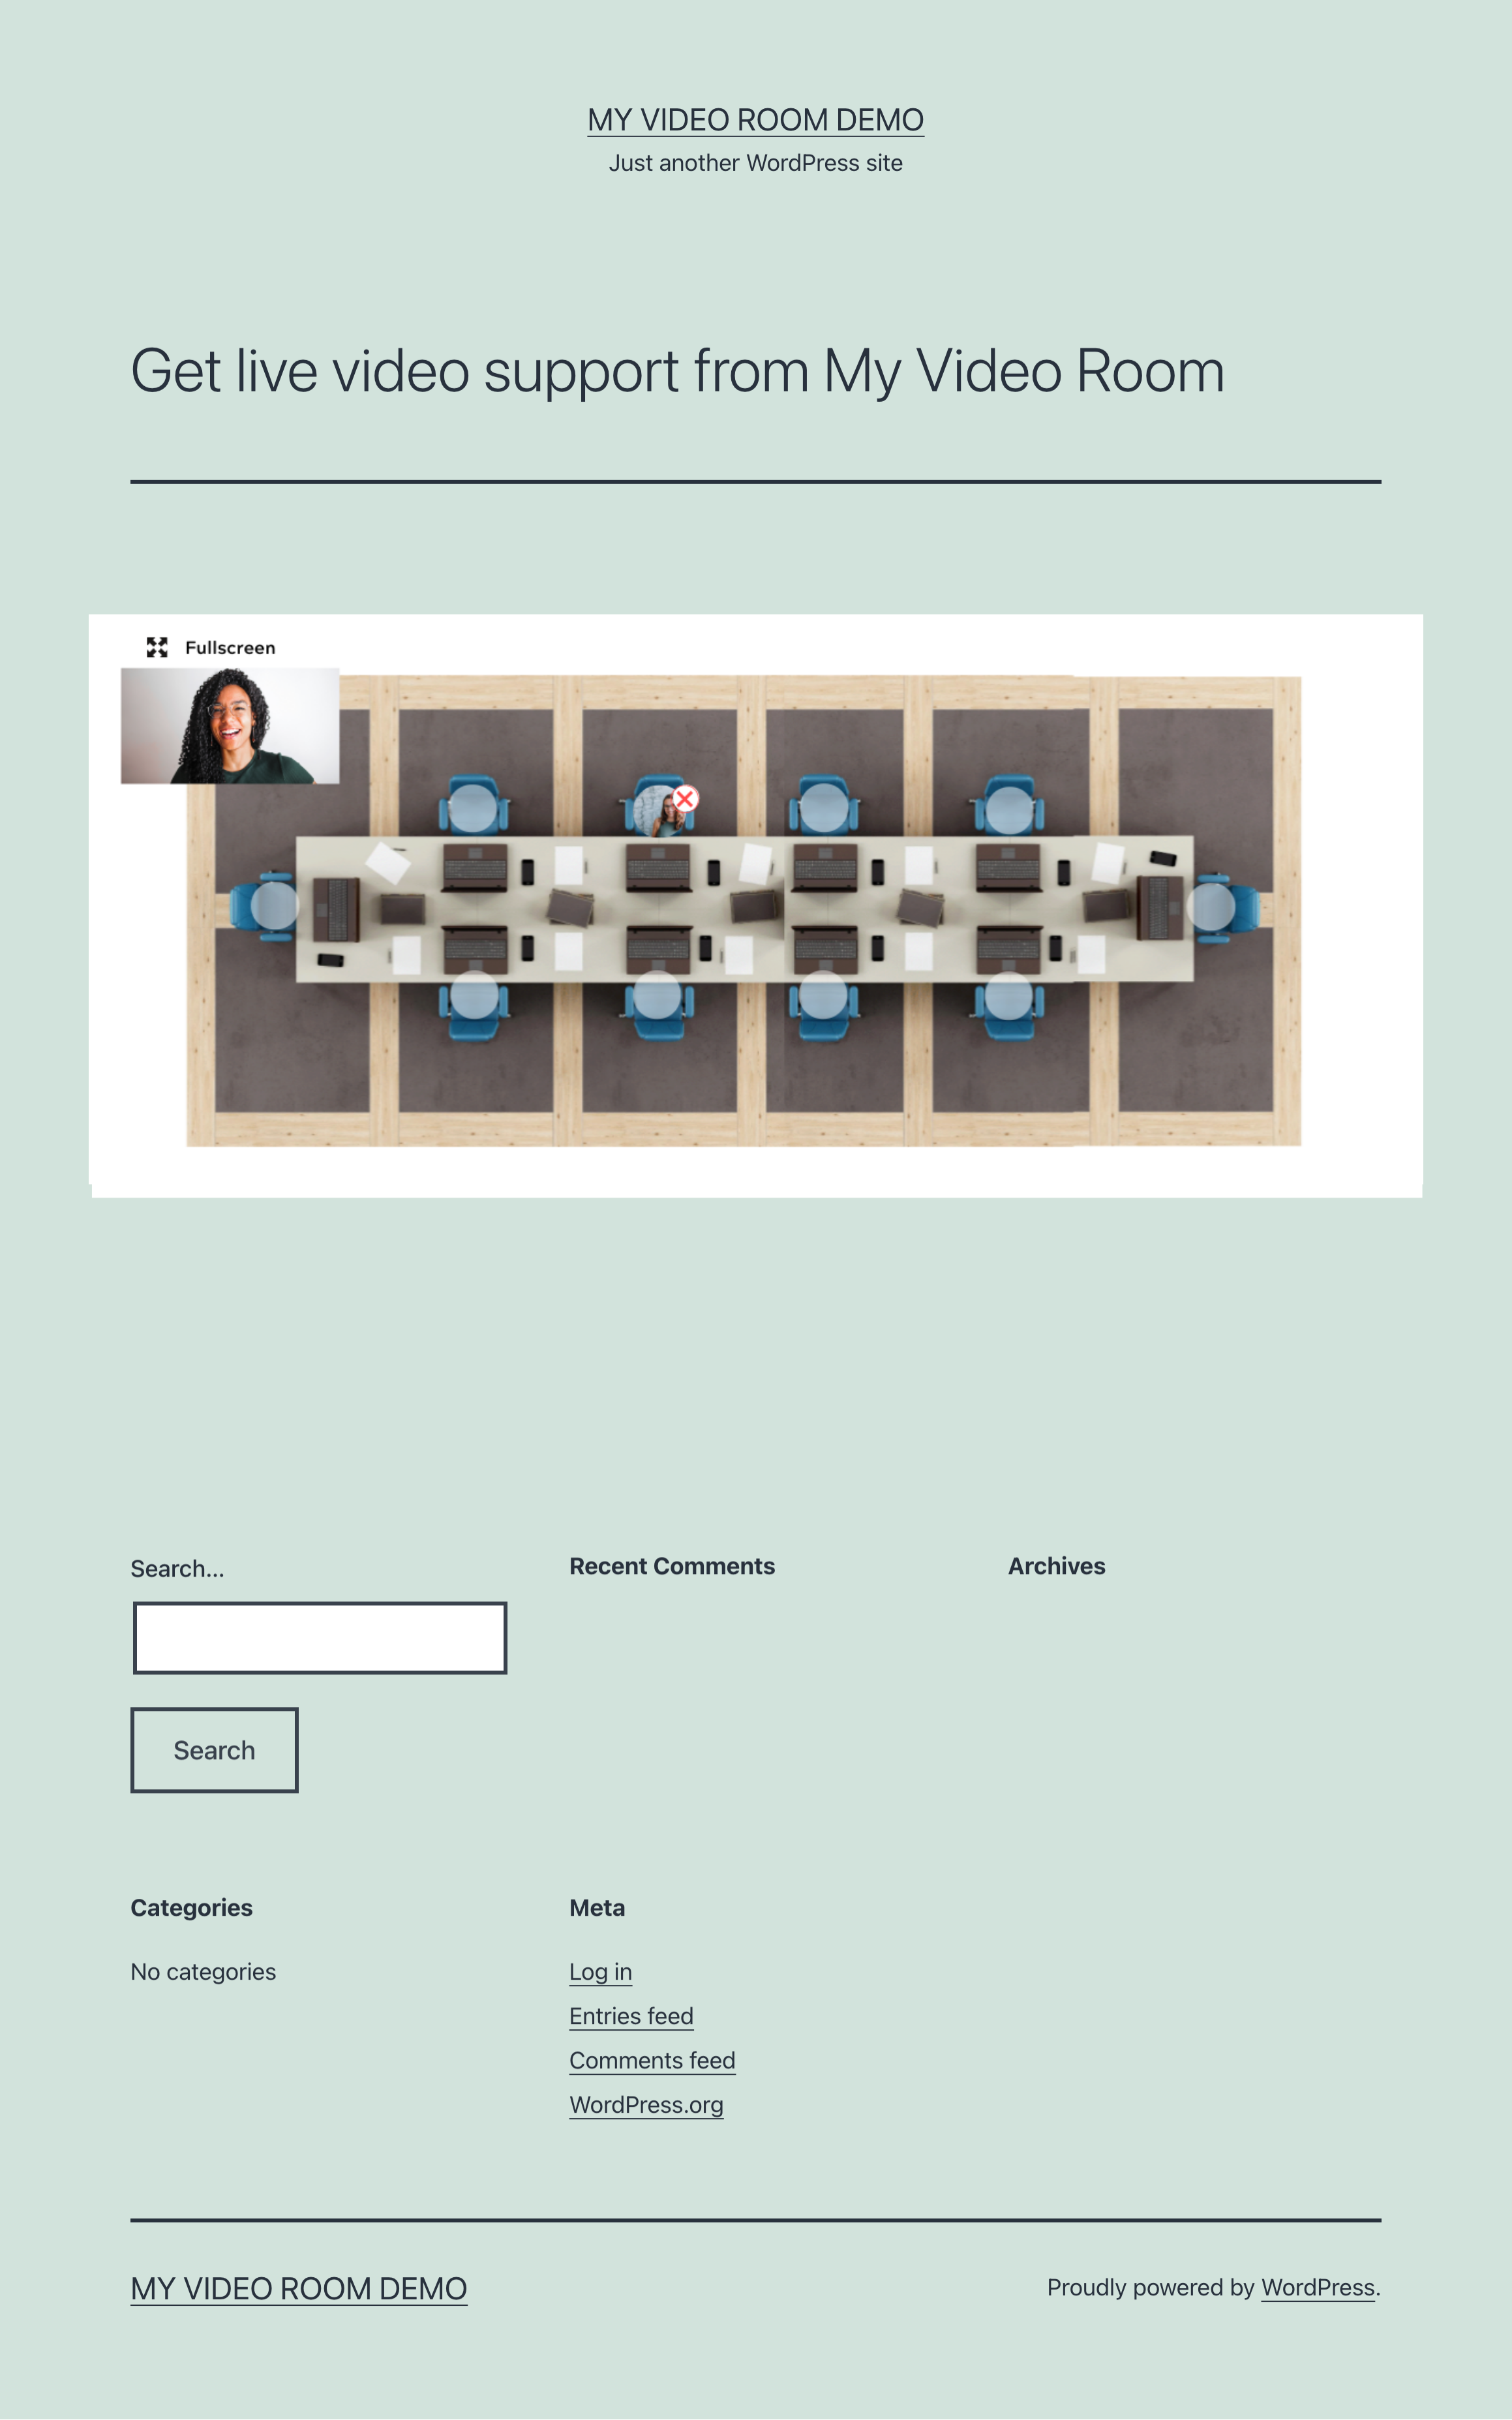 MY VIDEO ROOM DEMO
Just another WordPress site
Get live video support from My Video Room
Fullscreen
Search...
Search
Recent Comments
Archives
Categories
No categories
Meta
Log in
Entries feed
Comments feed
WordPress.org
MY VIDEO ROOM DEMO
Proudly powered by WordPress.